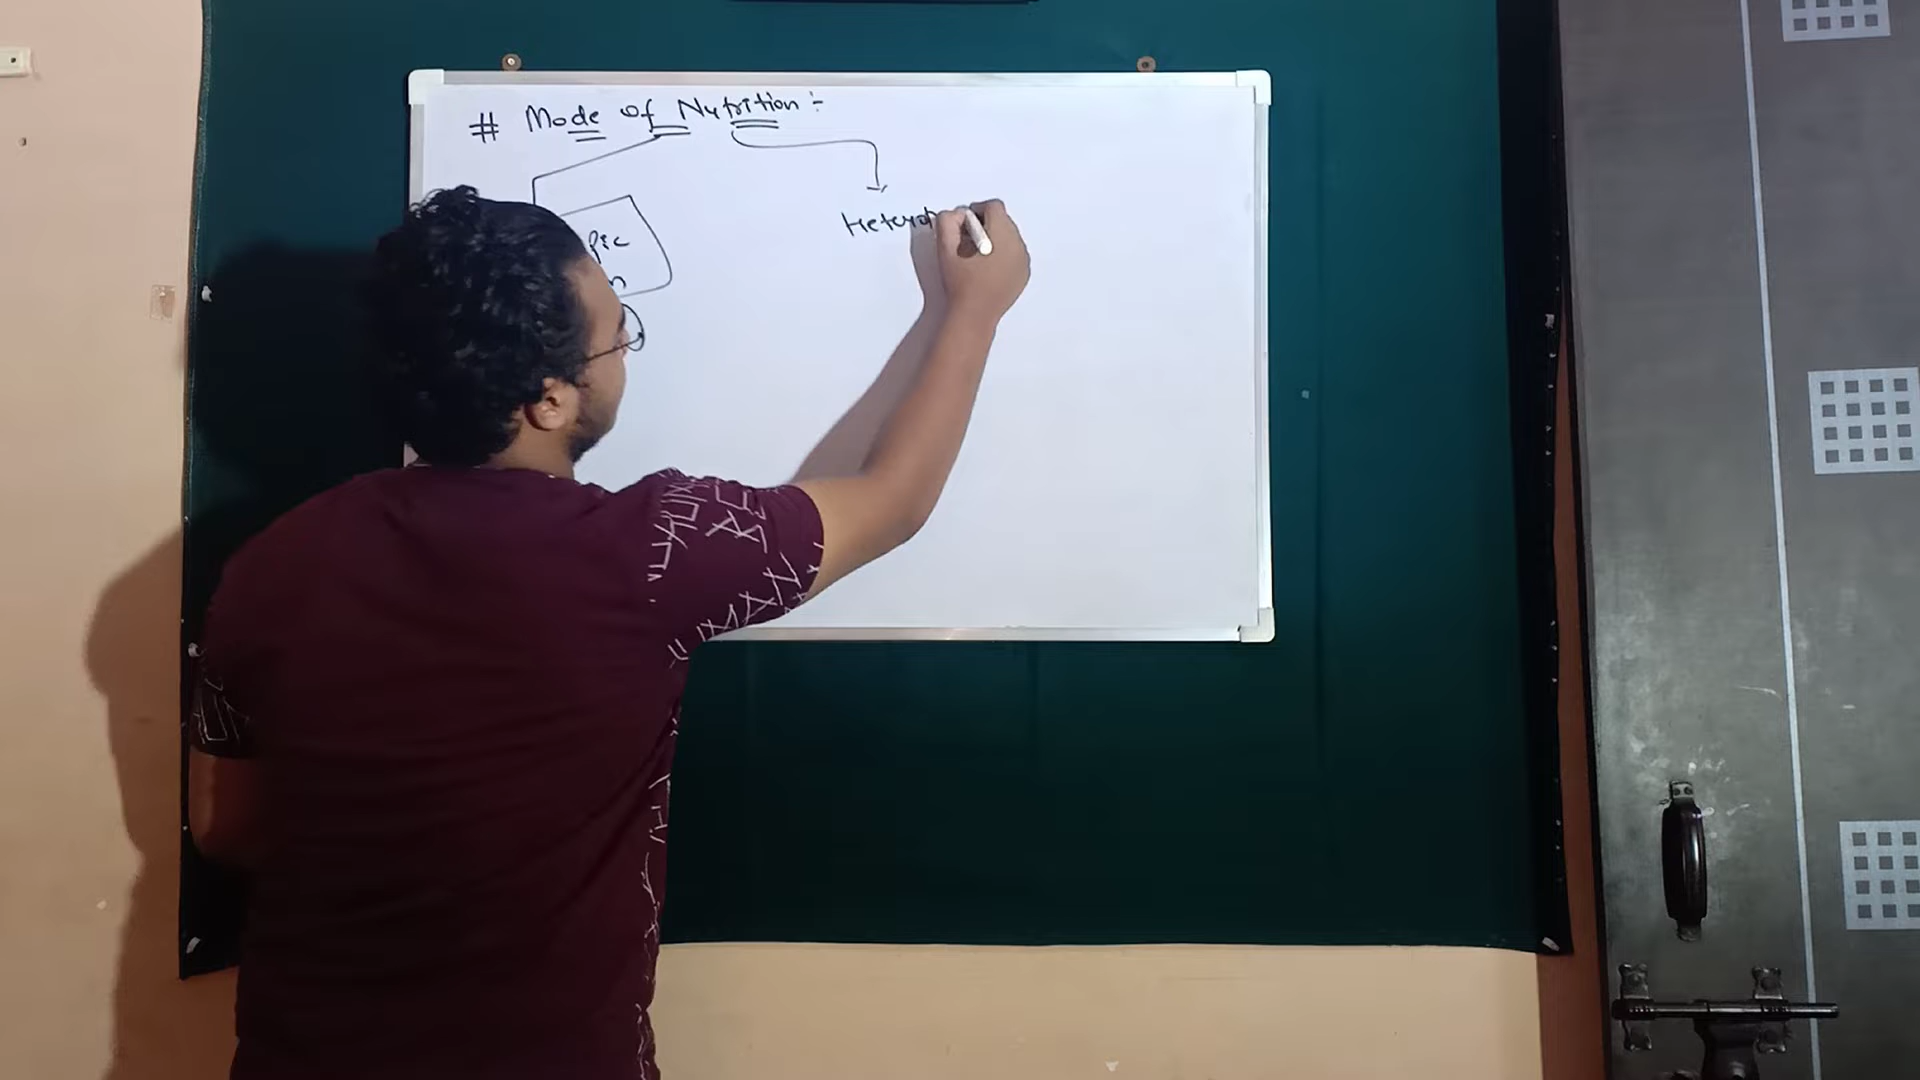 # Mode of Nutrition :-
Heterot